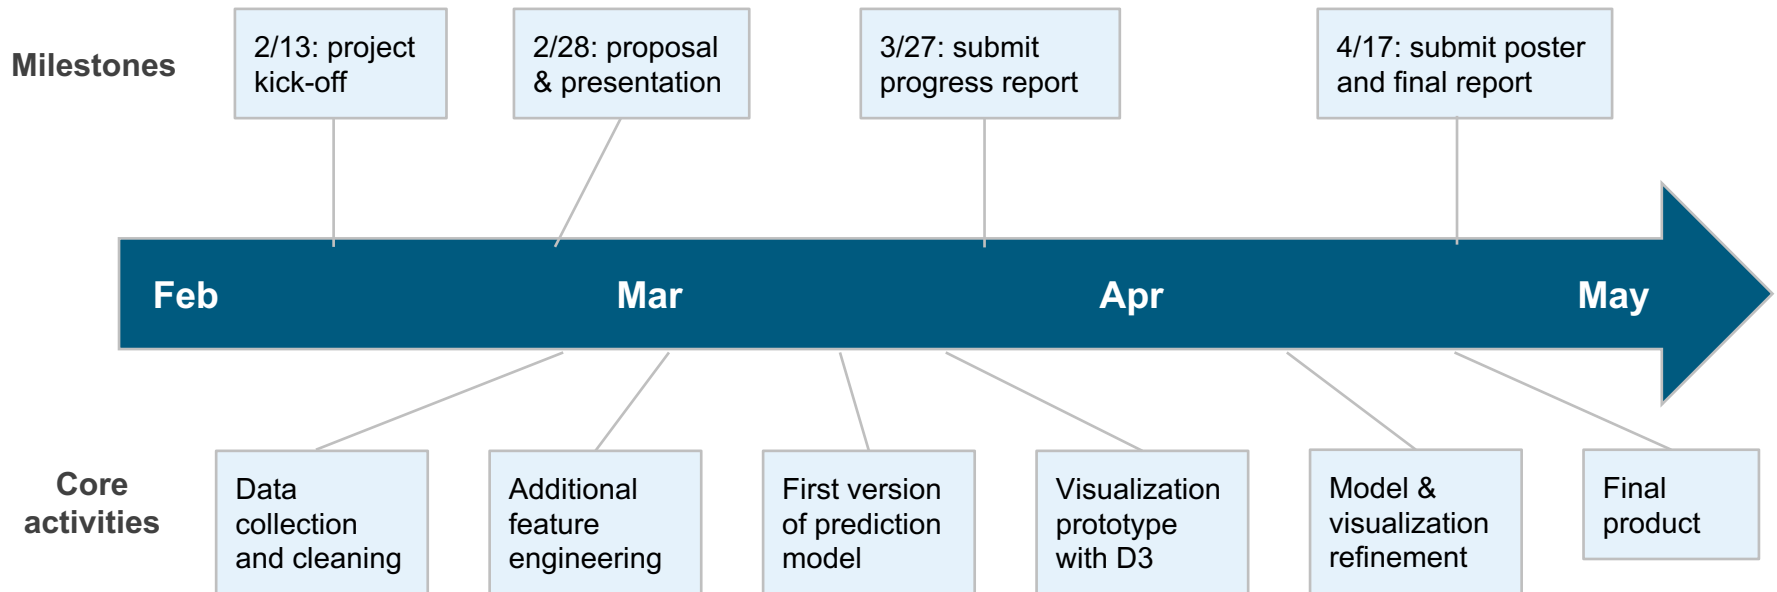 Milestones
2/13: project
kick-off
2/28: proposal
& presentation
3/27: submit
progress report
4/17: submit poster
and final report
Feb
Mar
Apr
May
Core
activities
Data
collection
and cleaning
Additional
feature
engineering
First version
of prediction
model
Visualization
prototype
with D3
Model &
visualization
refinement
Final
product